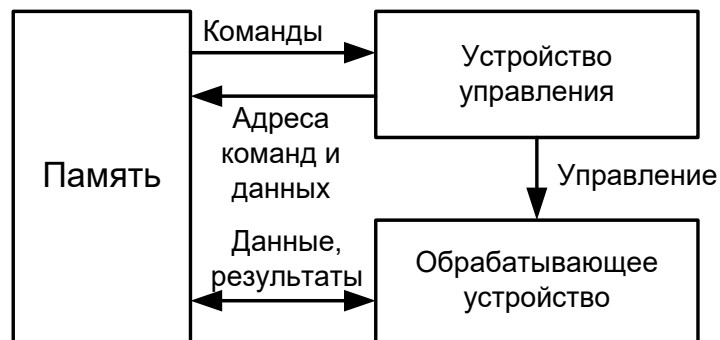 Команды
Устройство
управления
Адреса
команд и
данных
Память
Управление
Данные,
результаты
Обрабатывающее
устройство